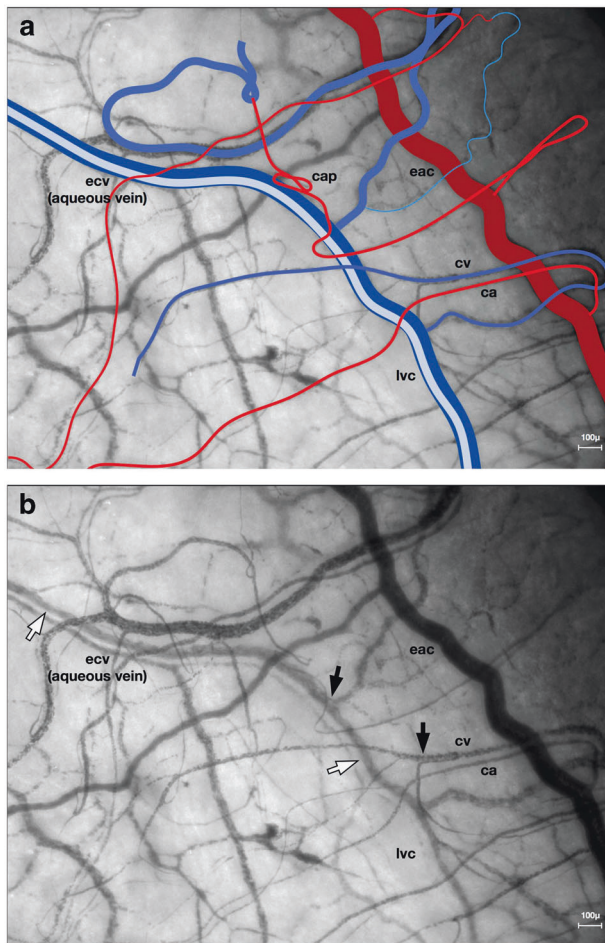 a
cap
eac
ecv
(aqueous vein)
cv
ca
lvc
100µ
b
ecv
(aqueous vein)
eac
cv
ca
lvc
100µ